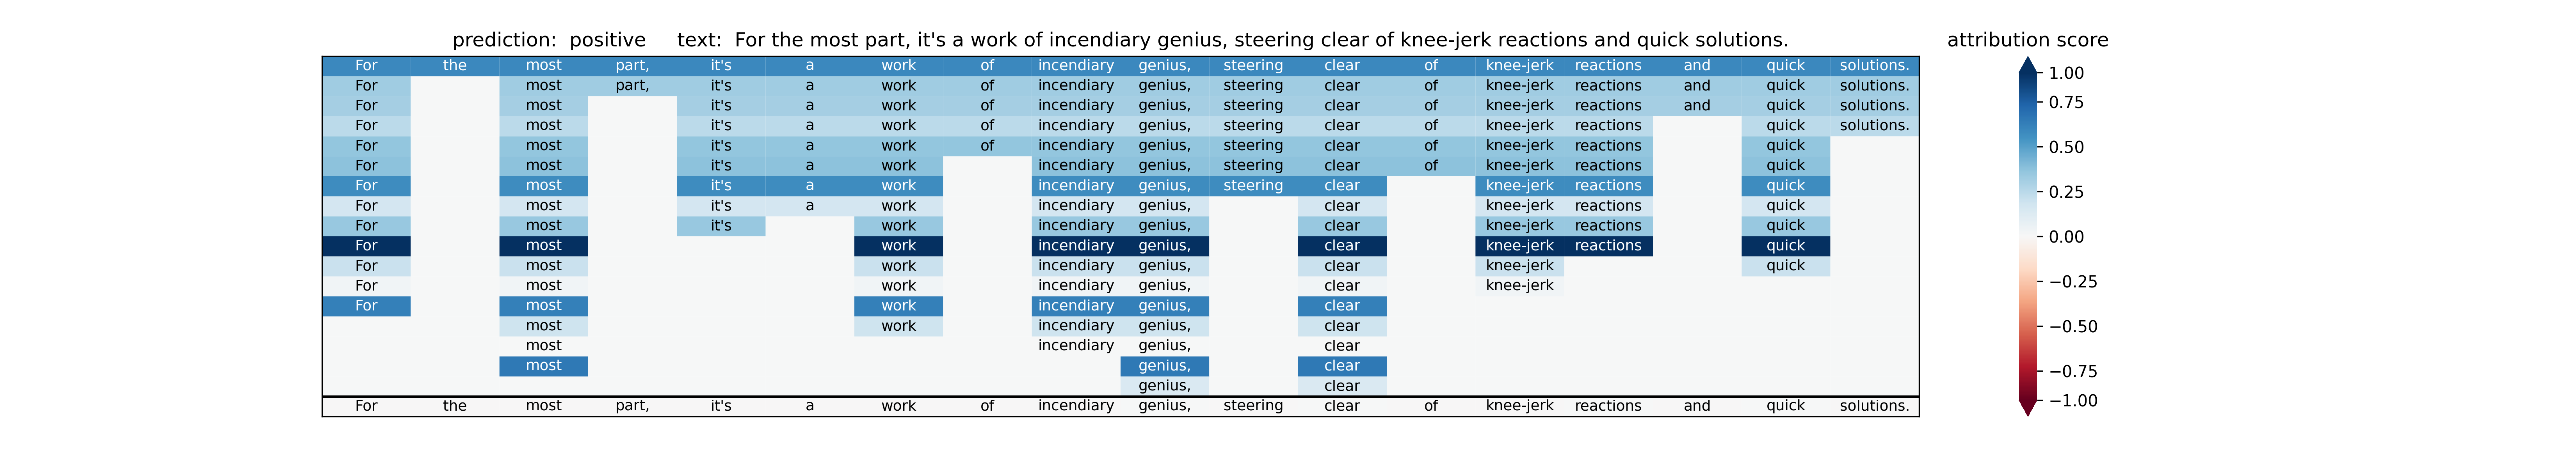 prediction: positive text: For the most part, it's a work of incendiary genius, steering clear of knee-jerk reactions and quick solutions. attribution score
For the most part, it's a work of incendiary genius, steering clear of knee-jerk reactions and quick solutions.
For most part, it's a work of incendiary genius, steering clear of knee-jerk reactions and quick solutions.
For most it's a work of incendiary genius, steering clear of knee-jerk reactions and quick solutions.
For most it's a work of incendiary genius, steering clear of knee-jerk reactions quick solutions.
For most it's a work of incendiary genius, steering clear of knee-jerk reactions quick
For most it's a work incendiary genius, steering clear of knee-jerk reactions quick
For most it's a work incendiary genius, steering clear knee-jerk reactions quick
For most it's a work incendiary genius, clear knee-jerk reactions quick
For most it's work incendiary genius, clear knee-jerk reactions quick
For most work incendiary genius, clear knee-jerk reactions quick
For most work incendiary genius, clear knee-jerk quick
For most work incendiary genius, clear knee-jerk
For most work incendiary genius, clear
most work incendiary genius, clear
most incendiary genius, clear
most genius, clear
genius, clear
For the most part, it's a work of incendiary genius, steering clear of knee-jerk reactions and quick solutions.
1.00
0.75
0.50
0.25
0.00
−0.25
−0.50
−0.75
−1.00